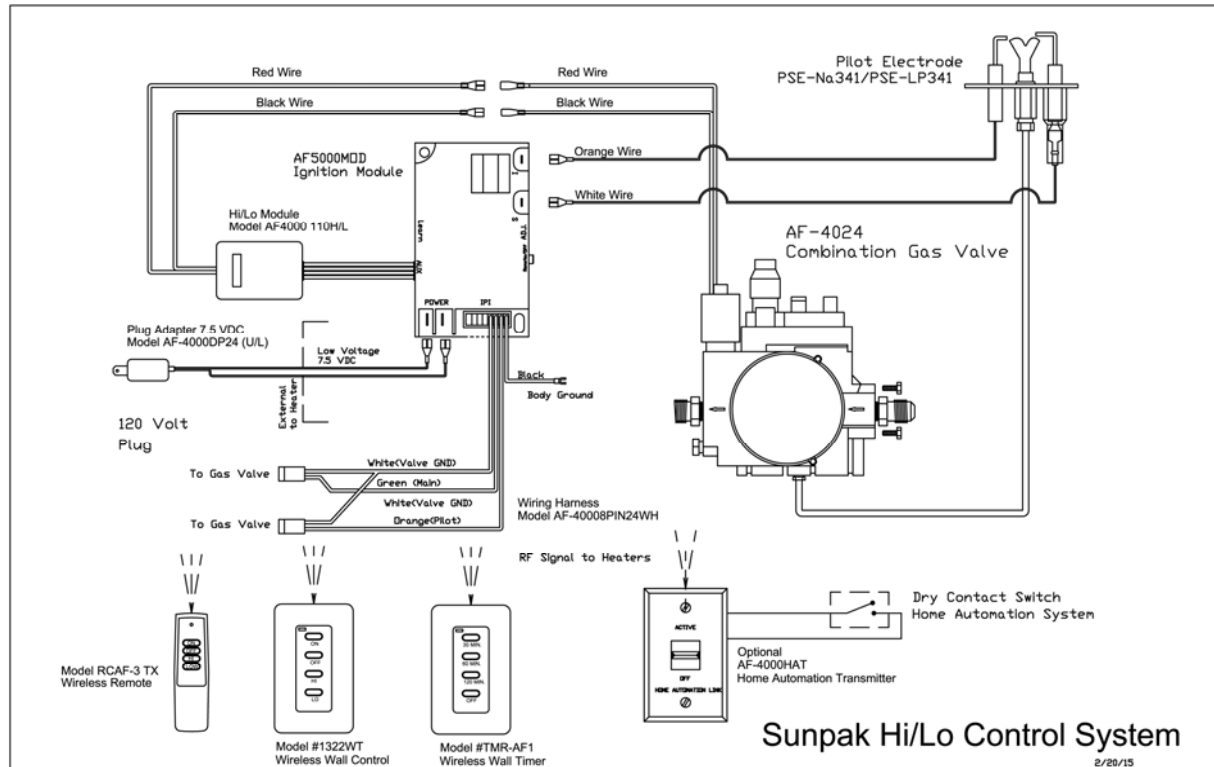 Red Wire
Red Wire
Black Wire
Black Wire
Pilot Electrode
PSE-Na341/PSE-LP341
AF5000MOD
Ignition Module
Orange Wire
White Wire
I
S
Hi/Lo Module
Model AF4000 110H/L
Learn
AUX
AF-4024
Combination Gas Valve
POWER
IPI
Plug Adapter 7.5 VDC
Model AF-4000DP24 (U/L)
Low Voltage
7.5 VDC
External
to Heater
Black
Body Ground
120 Volt
Plug
To Gas Valve
White(Valve GND)
Green (Main)
White(Valve GND)
To Gas Valve
Orange(Pilot)
Wiring Harness
Model AF-40008PIN24WH
RF Signal to Heaters
Dry Contact Switch
Home Automation System
ACTIVE
OFF
HOME AUTOMATION LINK
Optional
AF-4000HAT
Home Automation Transmitter
Model RCAF-3 TX
Wireless Remote
ON
OFF
HI
LO
Model #1322WT
Wireless Wall Control
30 MIN.
60 MIN.
120 MIN.
OFF
Model #TMR-AF1
Wireless Wall Timer
Sunpak Hi/Lo Control System
2/20/15